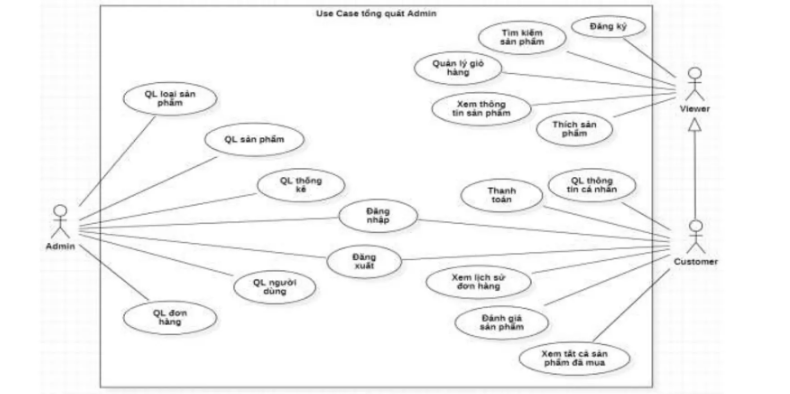 Use Case tổng quát Admin
Đăng ký
Tìm kiếm
sản phẩm
Quản lý giỏ
hàng
Xem thông
tin sản phẩm
Thích sản
phẩm
Viewer
QL loại sản
phẩm
QL sản phẩm
QL thống
kê
Đăng
nhập
Thanh
toán
QL thông
tin cá nhân
Admin
Customer
Đăng
xuất
QL người
dùng
QL đơn
hàng
Xem lịch sử
đơn hàng
Đánh giá
sản phẩm
Xem tất cả sản
phẩm đã mua